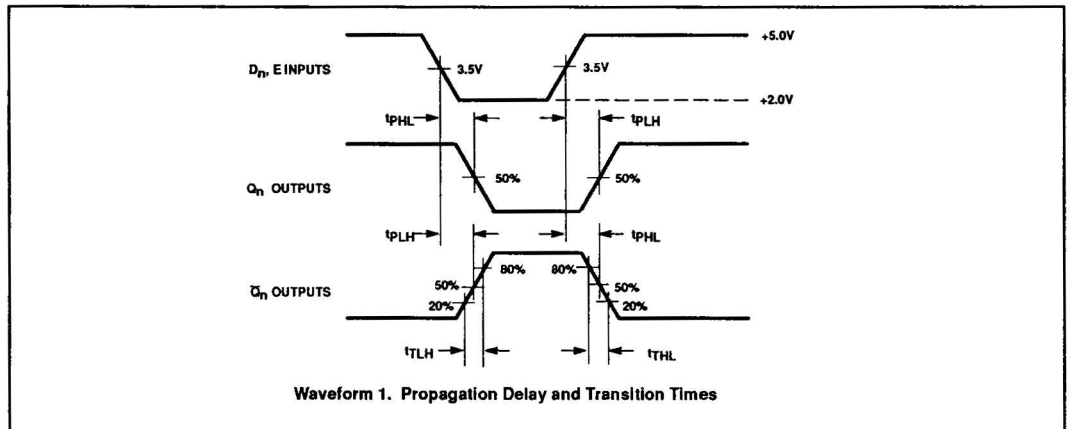 +5.0V
Dn, E INPUTS
3.5V
3.5V
+2.0V
tPHL
tPLH
Qn OUTPUTS
50%
50%
tPLH
tPHL
80%
80%
Q̅n OUTPUTS
50%
50%
20%
20%
tTLH
tTHL
Waveform 1. Propagation Delay and Transition Times